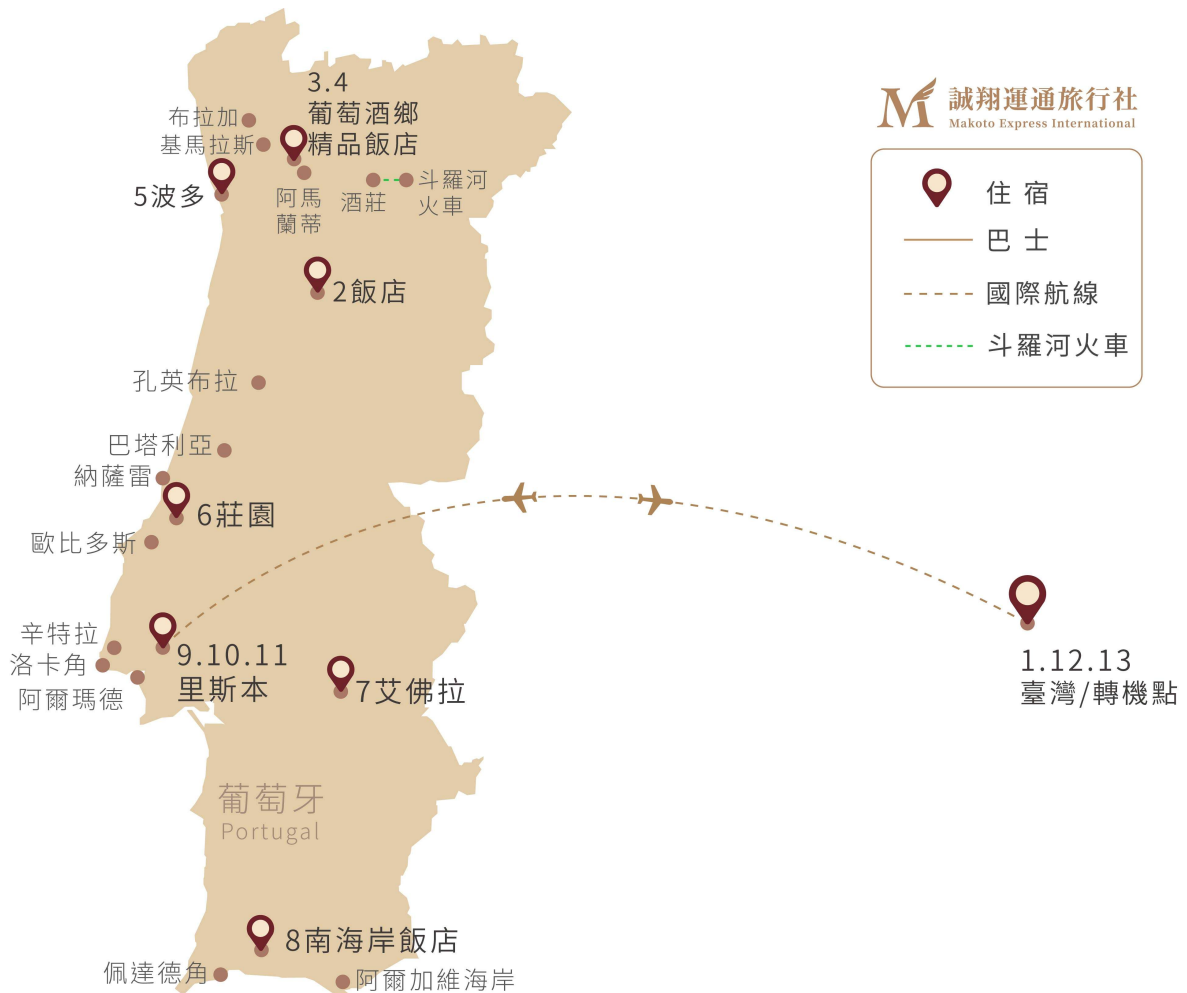 誠翔運通旅行社
Makoto Express International
住宿
巴士
國際航線
斗羅河火車
3.4
葡萄酒鄉
精品飯店
布拉加
基馬拉斯
5波多
阿馬
蘭蒂
酒莊
斗羅河
火車
2飯店
孔英布拉
巴塔利亞
納薩雷
6莊園
歐比多斯
辛特拉
洛卡角
阿爾瑪德
9.10.11
里斯本
7艾佛拉
1.12.13
臺灣/轉機點
葡萄牙
Portugal
8南海岸飯店
佩達德角
阿爾加維海岸